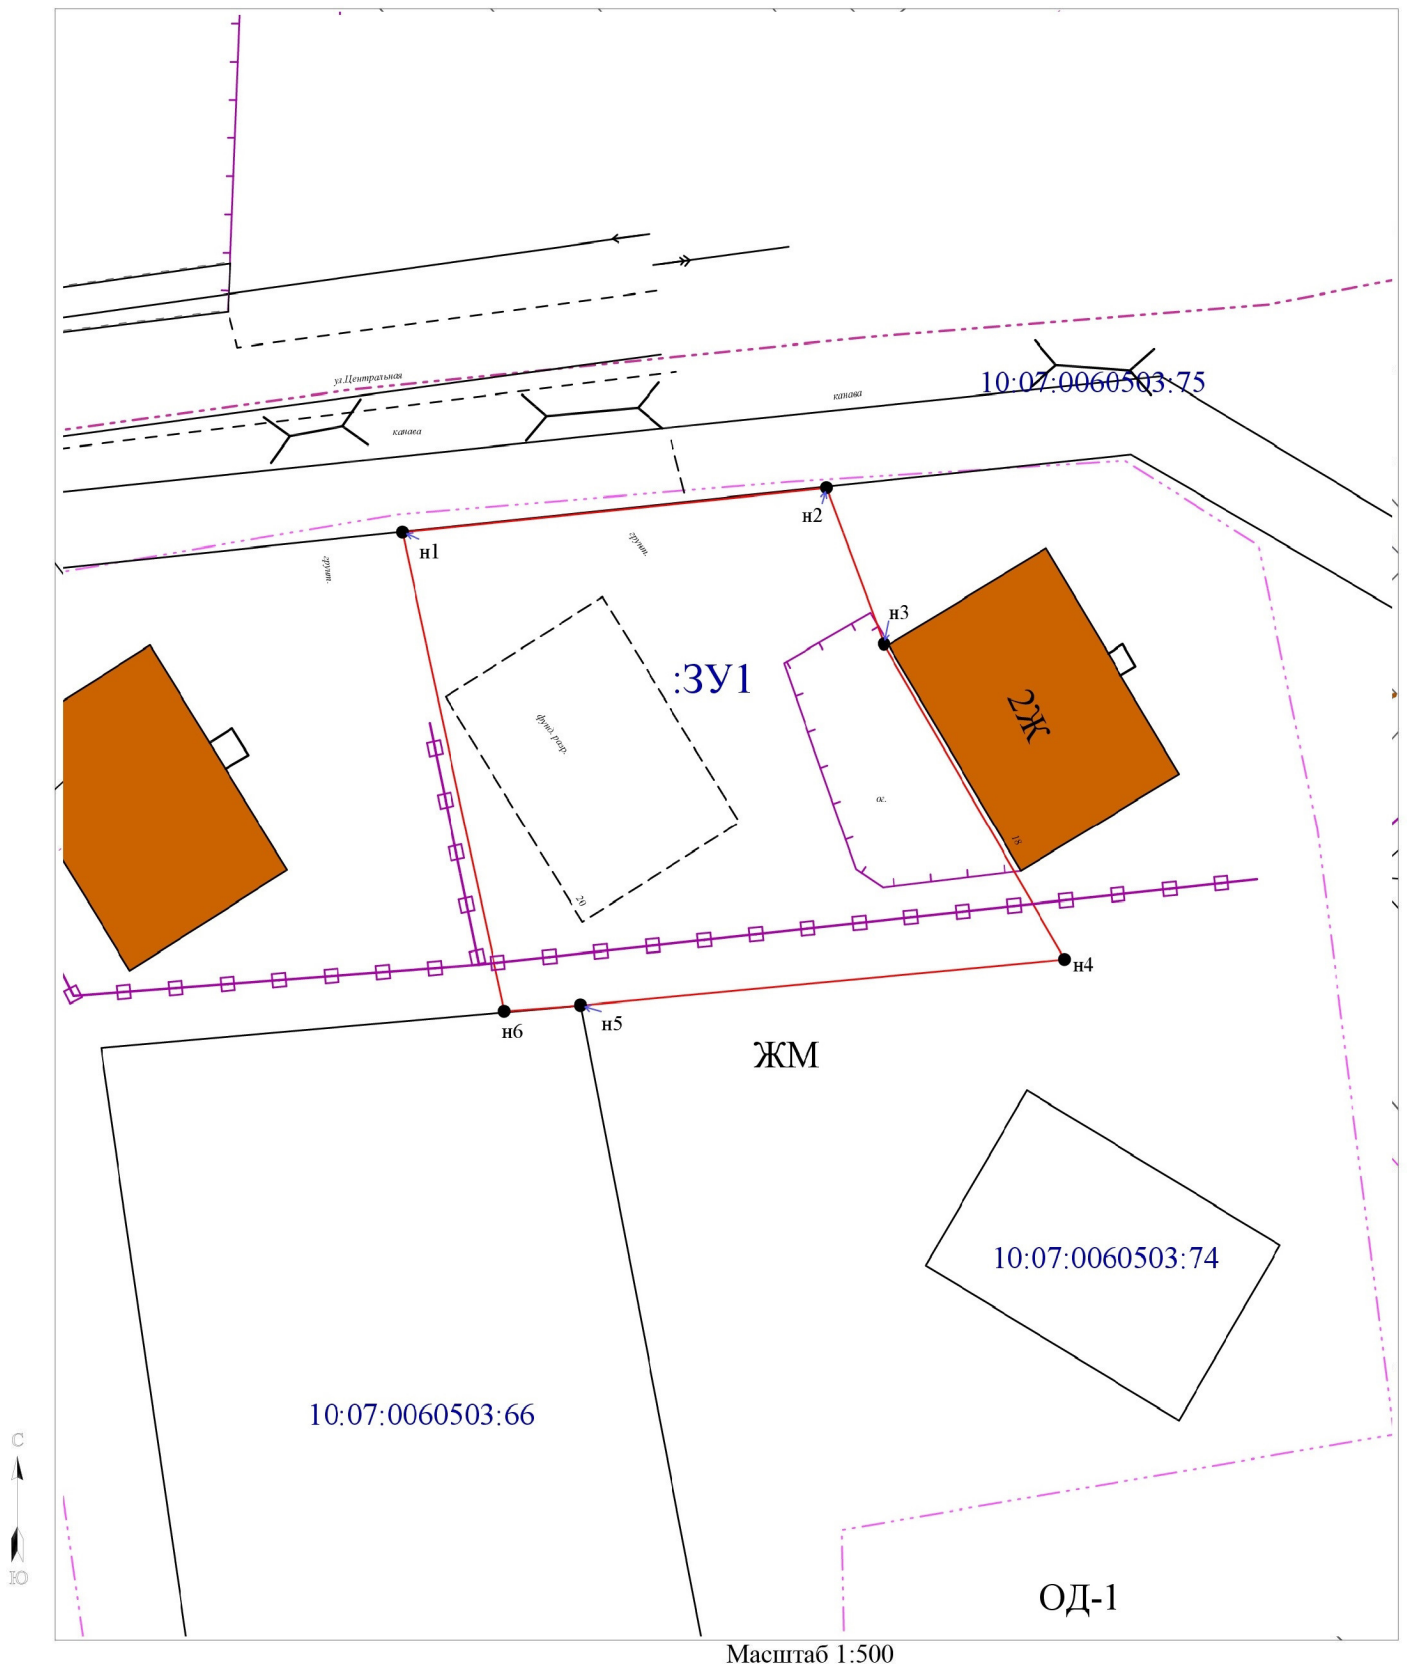 ул.Центральная
10:07:0060503:75
канава
канава
н2
н1
грунт.
грунт.
н3
:ЗУ1
2Ж
фунд. разр.
ог.
18
20
н4
н5
н6
ЖМ
10:07:0060503:74
10:07:0060503:66
С
Ю
ОД-1
Масштаб 1:500